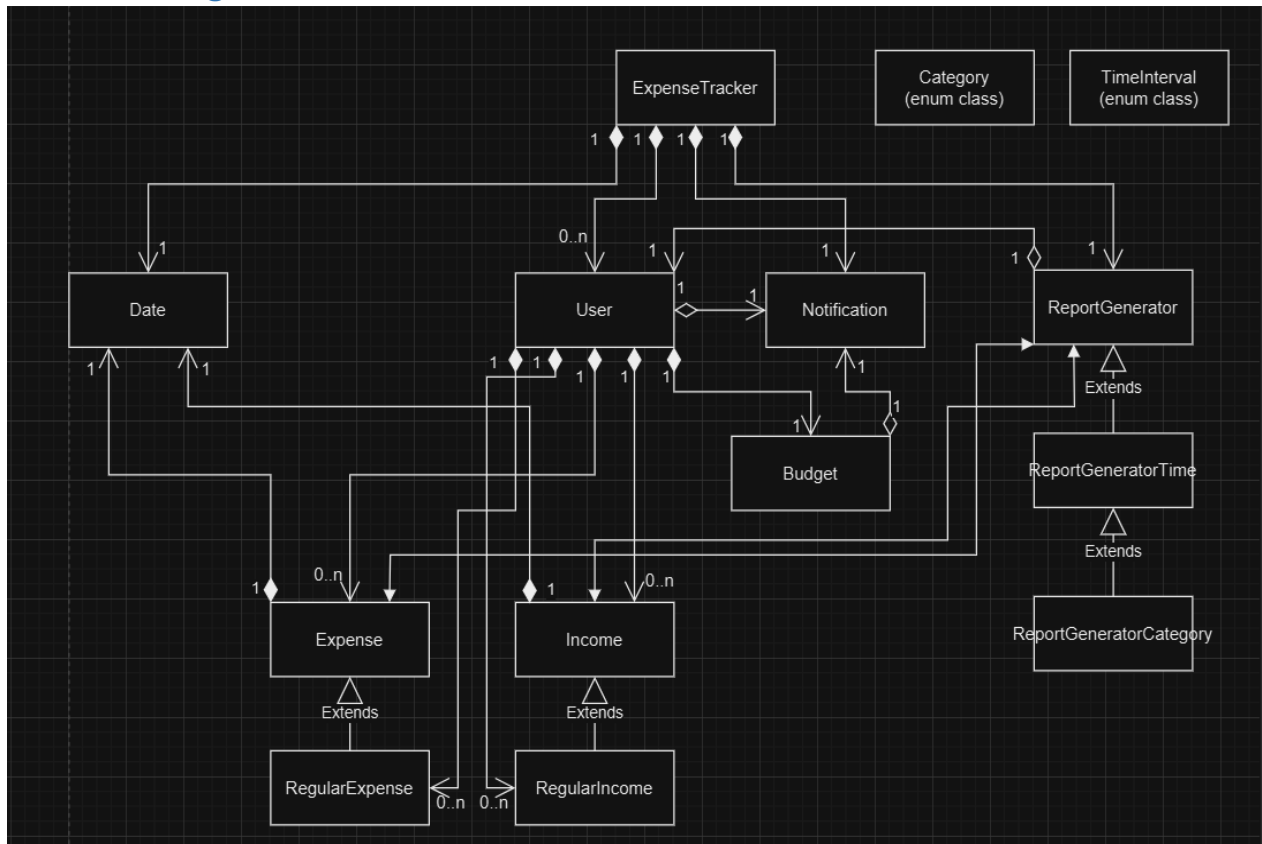 ExpenseTracker
Category
(enum class)
TimeInterval
(enum class)
1
1
1
1
0..n
1
1
1
1
1
1
Date
User
1
1
Notification
ReportGenerator
1
1
1
1
1
1
1
1
Extends
1
1
Budget
ReportGeneratorTime
Extends
1
0..n
1
0..n
Expense
Income
ReportGeneratorCategory
Extends
Extends
RegularExpense
0..n
0..n
RegularIncome